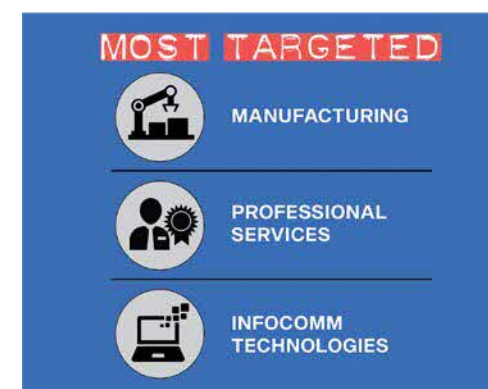 MOST TARGETED
MANUFACTURING
PROFESSIONAL
SERVICES
INFOCOMM
TECHNOLOGIES